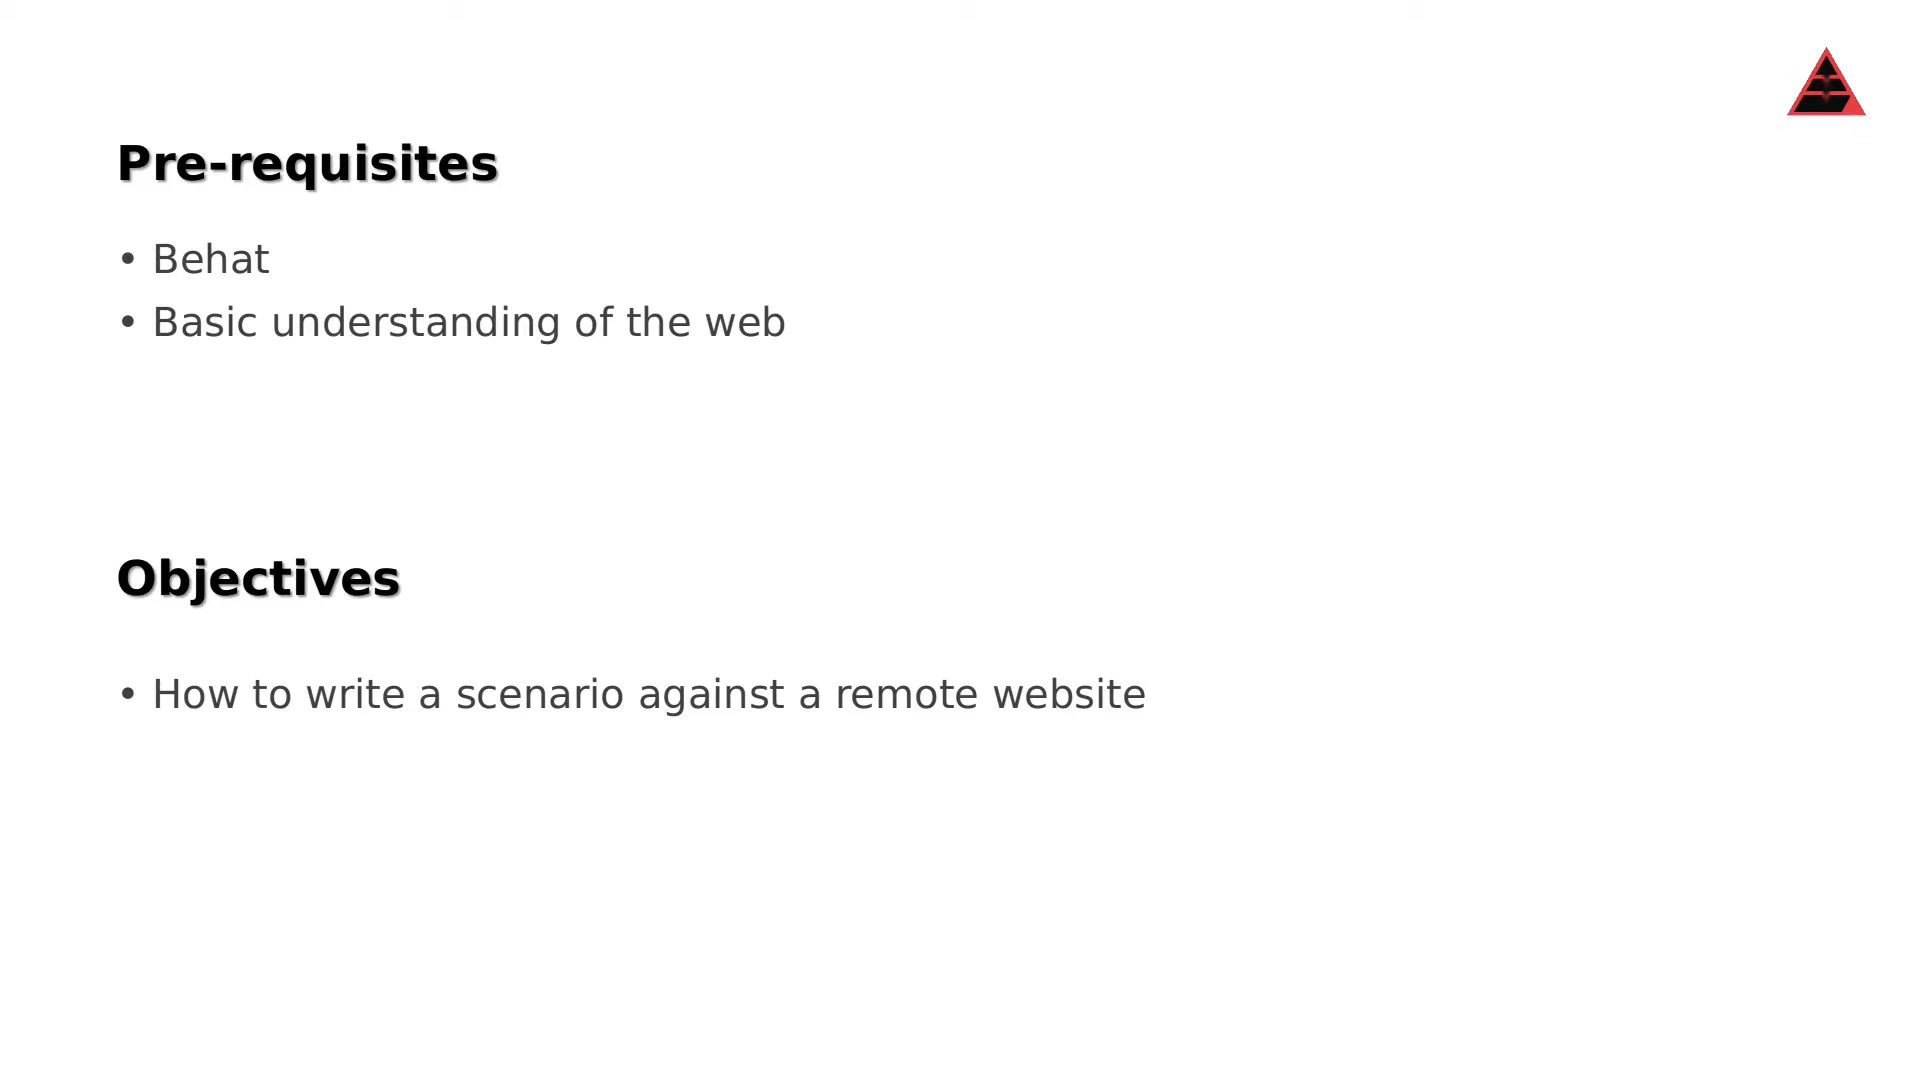 Pre-requisites
• Behat
• Basic understanding of the web
Objectives
• How to write a scenario against a remote website